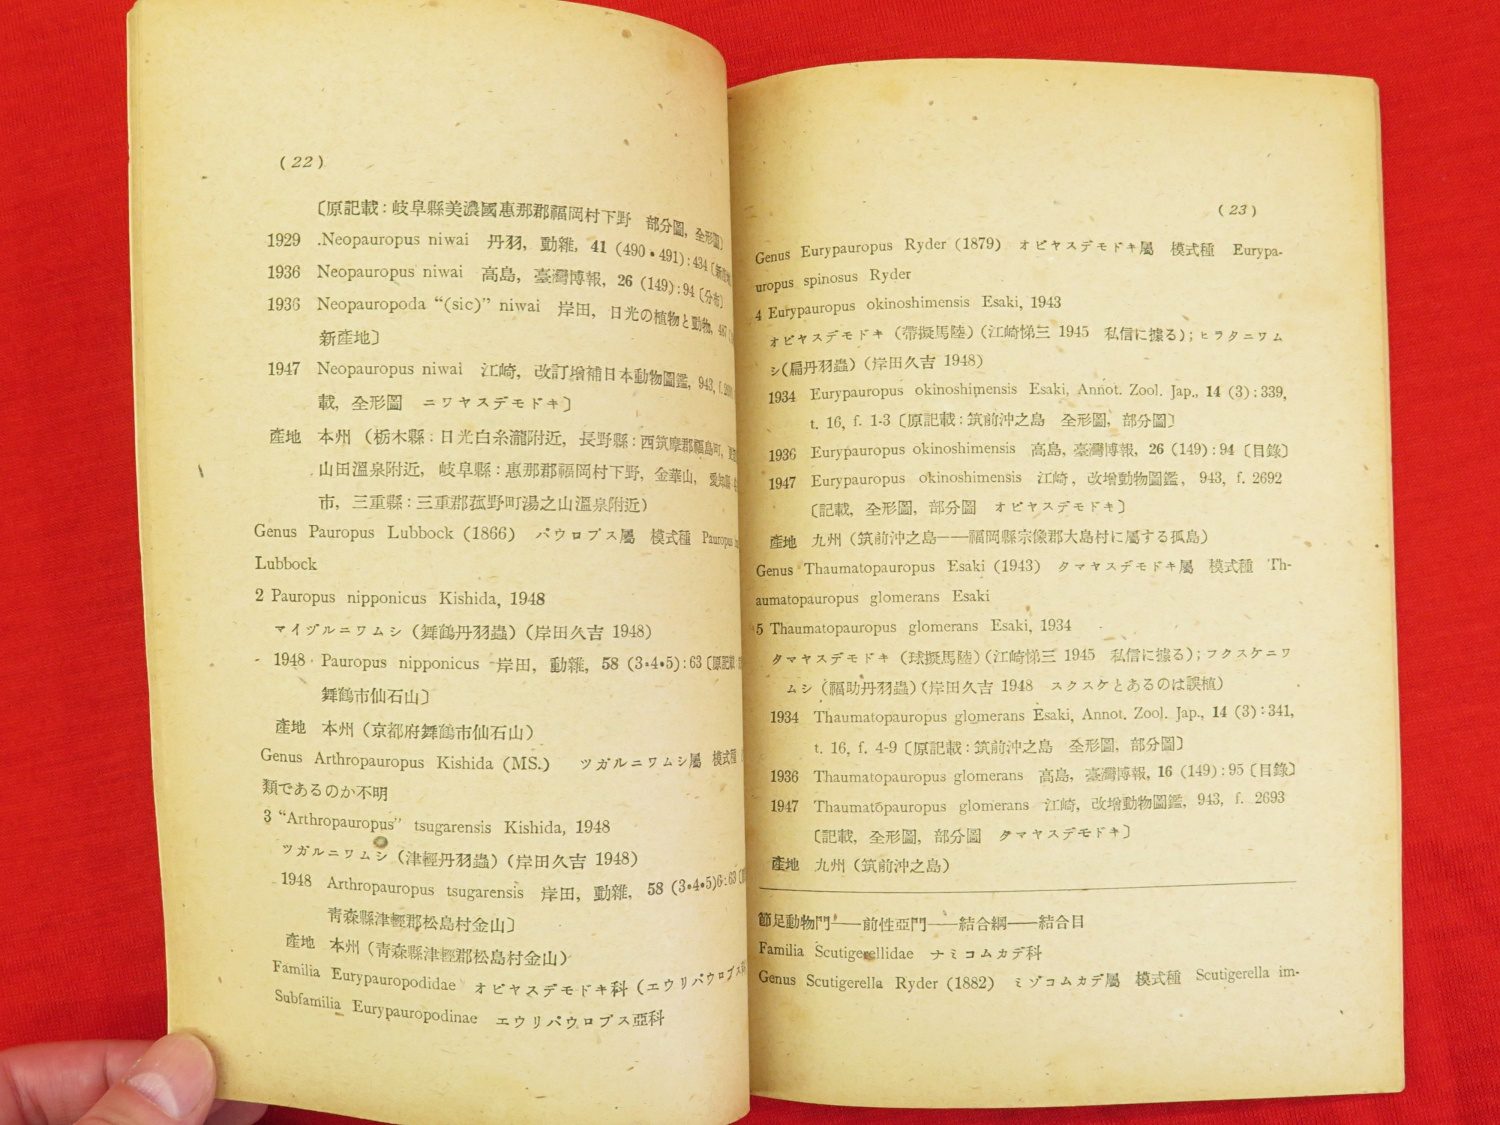 (22)
〔原記載：岐阜縣美濃國惠那郡福岡村下野　部分圖，全形圖〕
1929 .Neopauropus niwai 丹羽，動雜，41 (490・491):434〔新産地
1936 Neopauropus niwai 高島，臺灣博報，26 (149):94〔分布〕
1936 Neopauropoda “(sic)” niwai 岸田，日光の植物と動物，
新產地〕
1947 Neopauropus niwai 江崎，改訂增補日本動物圖鑑，943,
載，全形圖　ニワヤスデモドキ〕
產地　本州（栃木縣：日光白糸瀧附近，長野縣：西筑摩郡福島町，
山田溫泉附近，岐阜縣：惠那郡福岡村下野，金華山，愛知縣
市，三重縣：三重郡菰野町湯之山溫泉附近）
Genus Pauropus Lubbock (1866) パウロプス屬　模式種 Pauropus
Lubbock
2 Pauropus nipponicus Kishida, 1948
マイヅルニワムシ（舞鶴丹羽蟲）（岸田久吉 1948）
1948 Pauropus nipponicus 岸田，動雜，58 (3・4・5):63〔原記載
舞鶴市仙石山〕
產地　本州（京都府舞鶴市仙石山）
Genus Arthropauropus Kishida (MS.) ツガルニワムシ屬　模式種
類であるのか不明
3 “Arthropauropus” tsugarensis Kishida, 1948
ツガルニワムシ（津輕丹羽蟲）（岸田久吉 1948）
1948 Arthropauropus tsugarensis 岸田，動雜，58 (3・4・5)6:63〔
靑森縣津輕郡松島村金山〕
產地　本州（靑森縣津輕郡松島村金山）
Familia Eurypauropodidae オビヤスデモドキ科（エウリパウロプス科
Subfamilia Eurypauropodinae エウリパウロプス亞科
(23)
Genus Eurypauropus Ryder (1879) オビヤスデモドキ屬　模式種 Eurypa-
uropus spinosus Ryder
4 Eurypauropus okinoshimensis Esaki, 1943
オビヤスデモドキ（帶擬馬陸）（江崎悌三 1945 私信に據る）；ヒラタニワム
シ（扁丹羽蟲）（岸田久吉 1948）
1934 Eurypauropus okinoshimensis Esaki, Annot. Zool. Jap., 14 (3):339,
t. 16, f. 1-3〔原記載：筑前沖之島　全形圖，部分圖〕
1936 Eurypauropus okinoshimensis 高島，臺灣博報，26 (149):94〔目錄〕
1947 Eurypauropus okinoshimensis 江崎，改增動物圖鑑，943, f. 2692
〔記載，全形圖，部分圖　オビヤスデモドキ〕
產地　九州（筑前沖之島——福岡縣宗像郡大島村に屬する孤島）
Genus Thaumatopauropus Esaki (1943) タマヤスデモドキ屬　模式種 Th-
aumatopauropus glomerans Esaki
5 Thaumatopauropus glomerans Esaki, 1934
タマヤスデモドキ（球擬馬陸）（江崎悌三 1945 私信に據る）；フクスケニワ
ムシ（福助丹羽蟲）（岸田久吉 1948 スクスケとあるのは誤植）
1934 Thaumatopauropus glomerans Esaki, Annot. Zool. Jap., 14 (3):341,
t. 16, f. 4-9〔原記載：筑前沖之島　全形圖，部分圖〕
1936 Thaumatopauropus glomerans 高島，臺灣博報，16 (149):95〔目錄〕
1947 Thaumatopauropus glomerans 江崎，改增動物圖鑑，943, f. 2693
〔記載，全形圖，部分圖　タマヤスデモドキ〕
產地　九州（筑前沖之島）
節足動物門——前性亞門——結合綱——結合目
Familia Scutigerellidae ナミコムカデ科
Genus Scutigerella Ryder (1882) ミゾコムカデ屬　模式種 Scutigerella im-